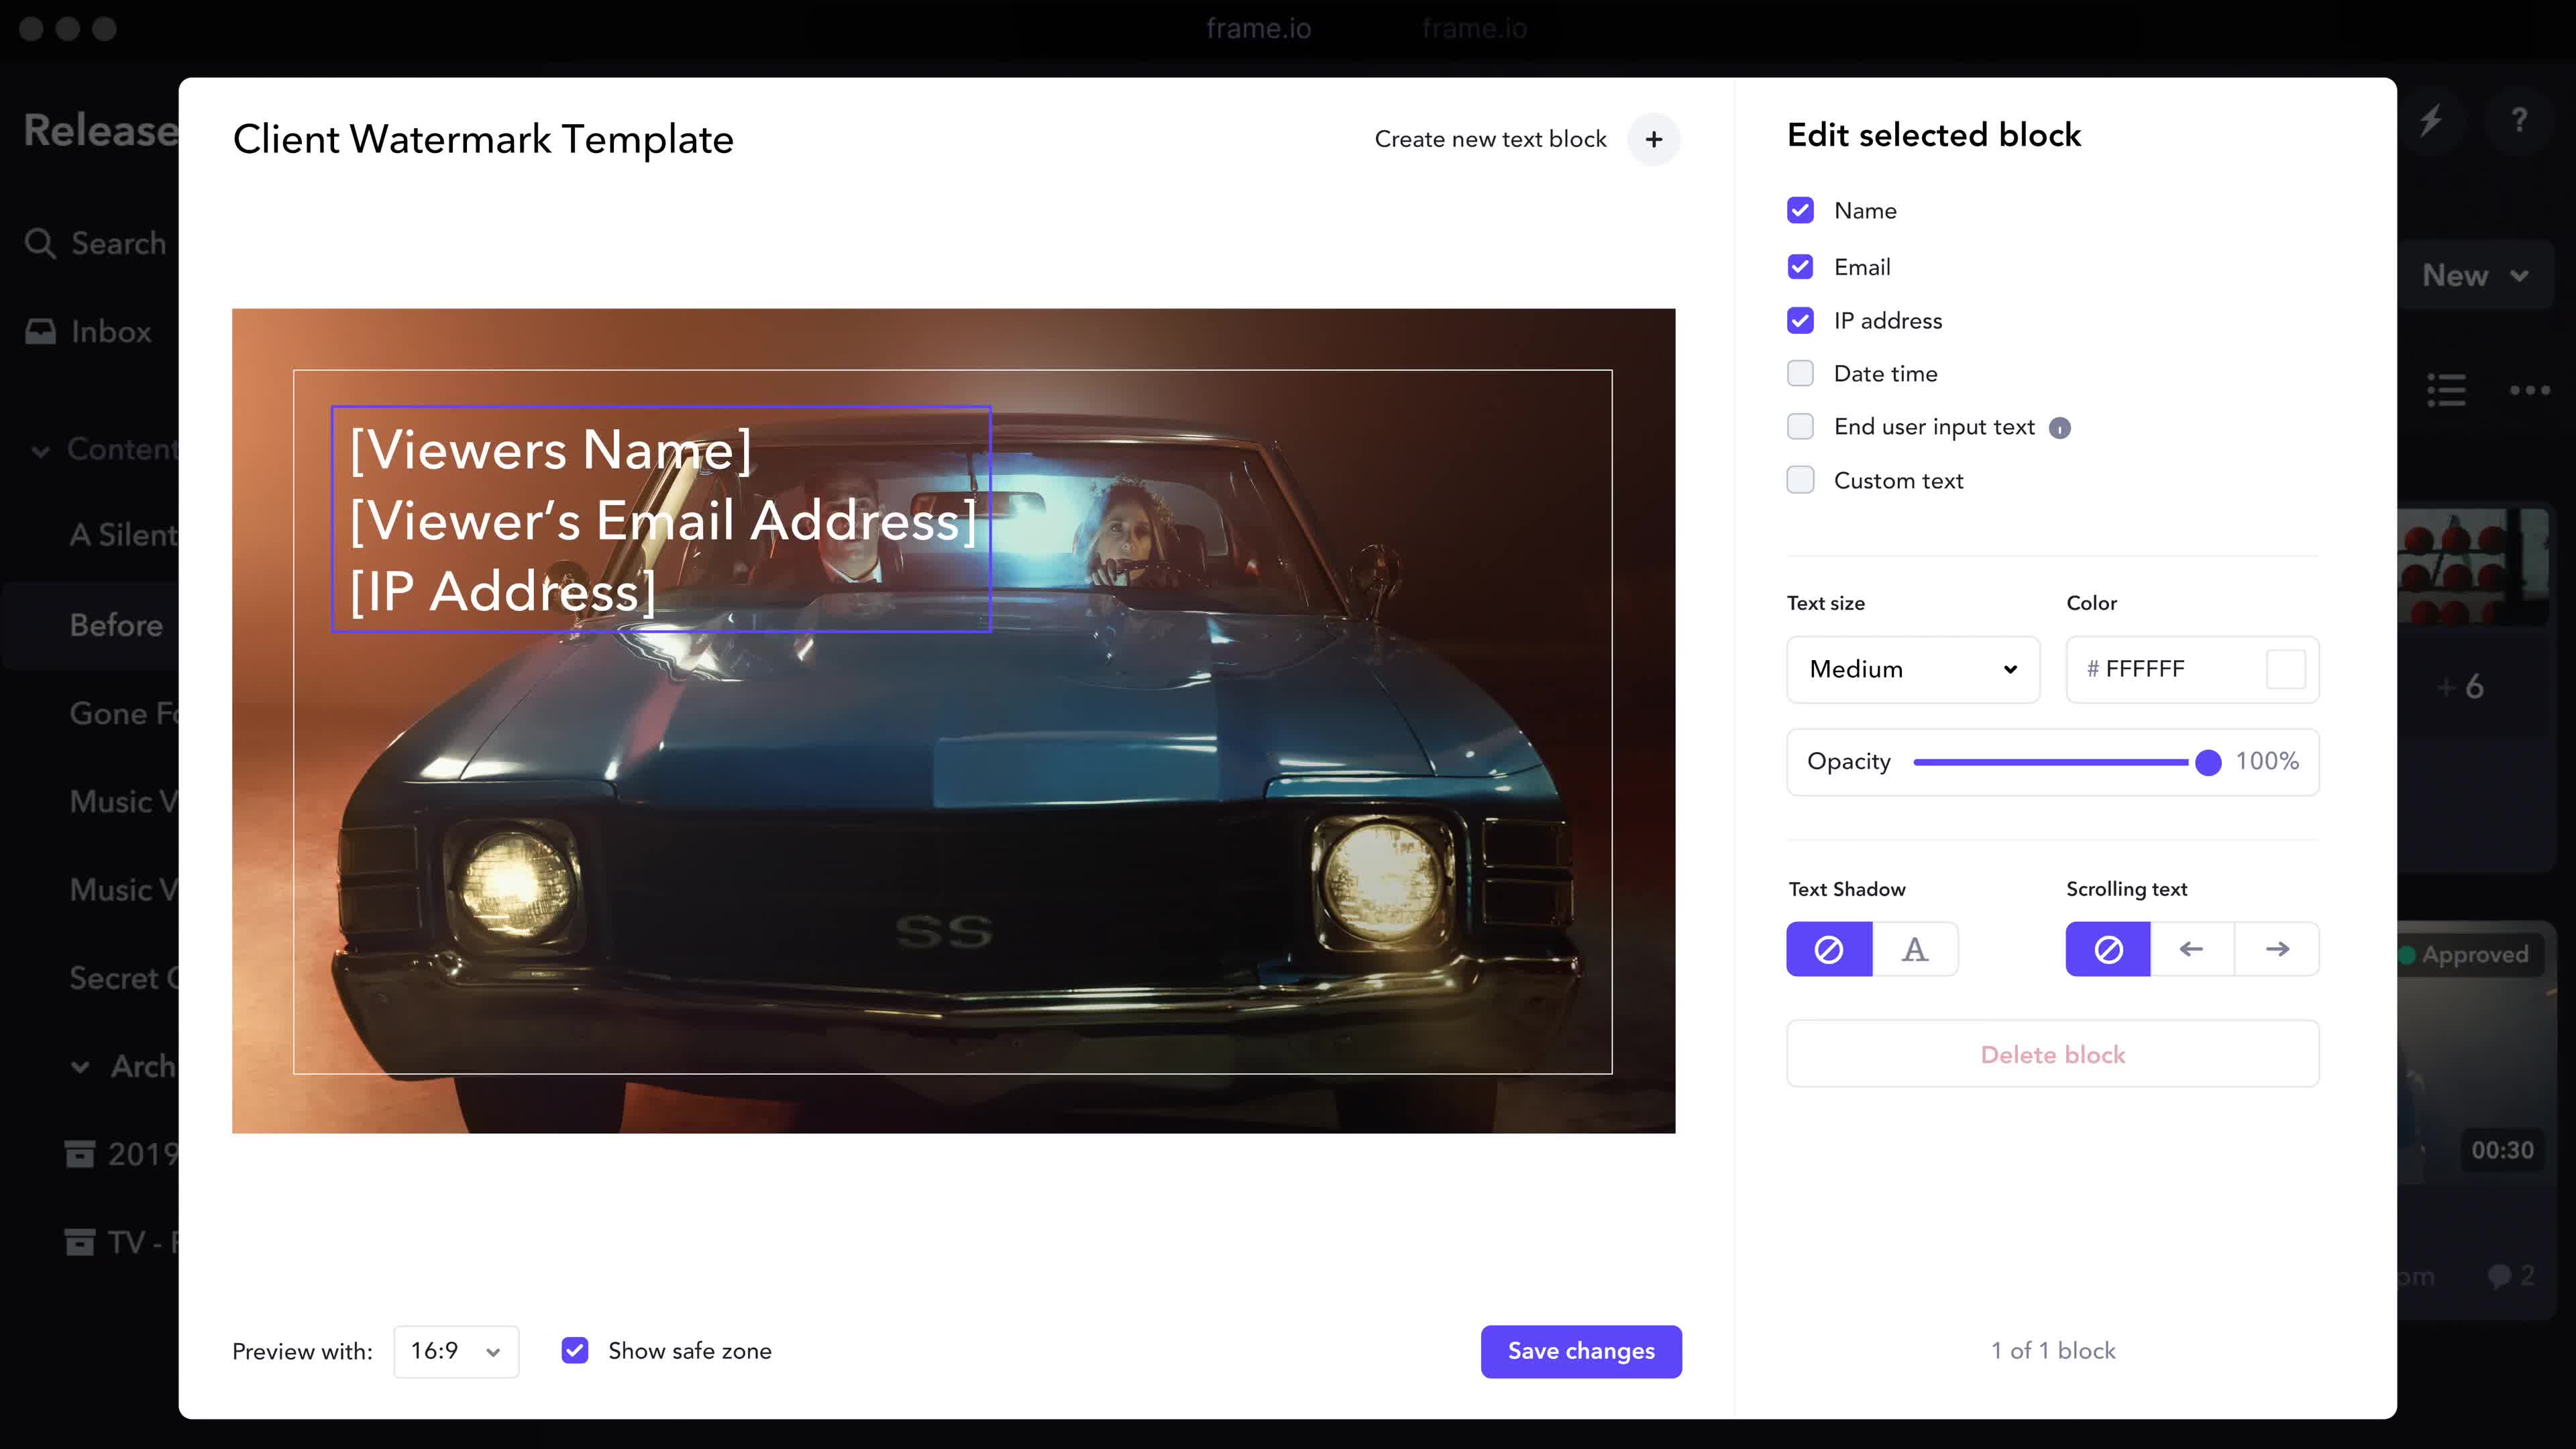 frame.io
frame.io
Release
Search
Inbox
Content
A Silent
Before
Gone Fo
Music V
Music V
Secret
Arch
2019
TV -
Client Watermark Template
Create new text block
[Viewers Name]
[Viewer’s Email Address]
[IP Address]
SS
Preview with:
16:9
Show safe zone
Save changes
Edit selected block
Name
Email
IP address
Date time
End user input text
Custom text
Text size
Color
Medium
# FFFFFF
Opacity
100%
Text Shadow
Scrolling text
A
Delete block
1 of 1 block
?
New
+ 6
Approved
00:30
om
2